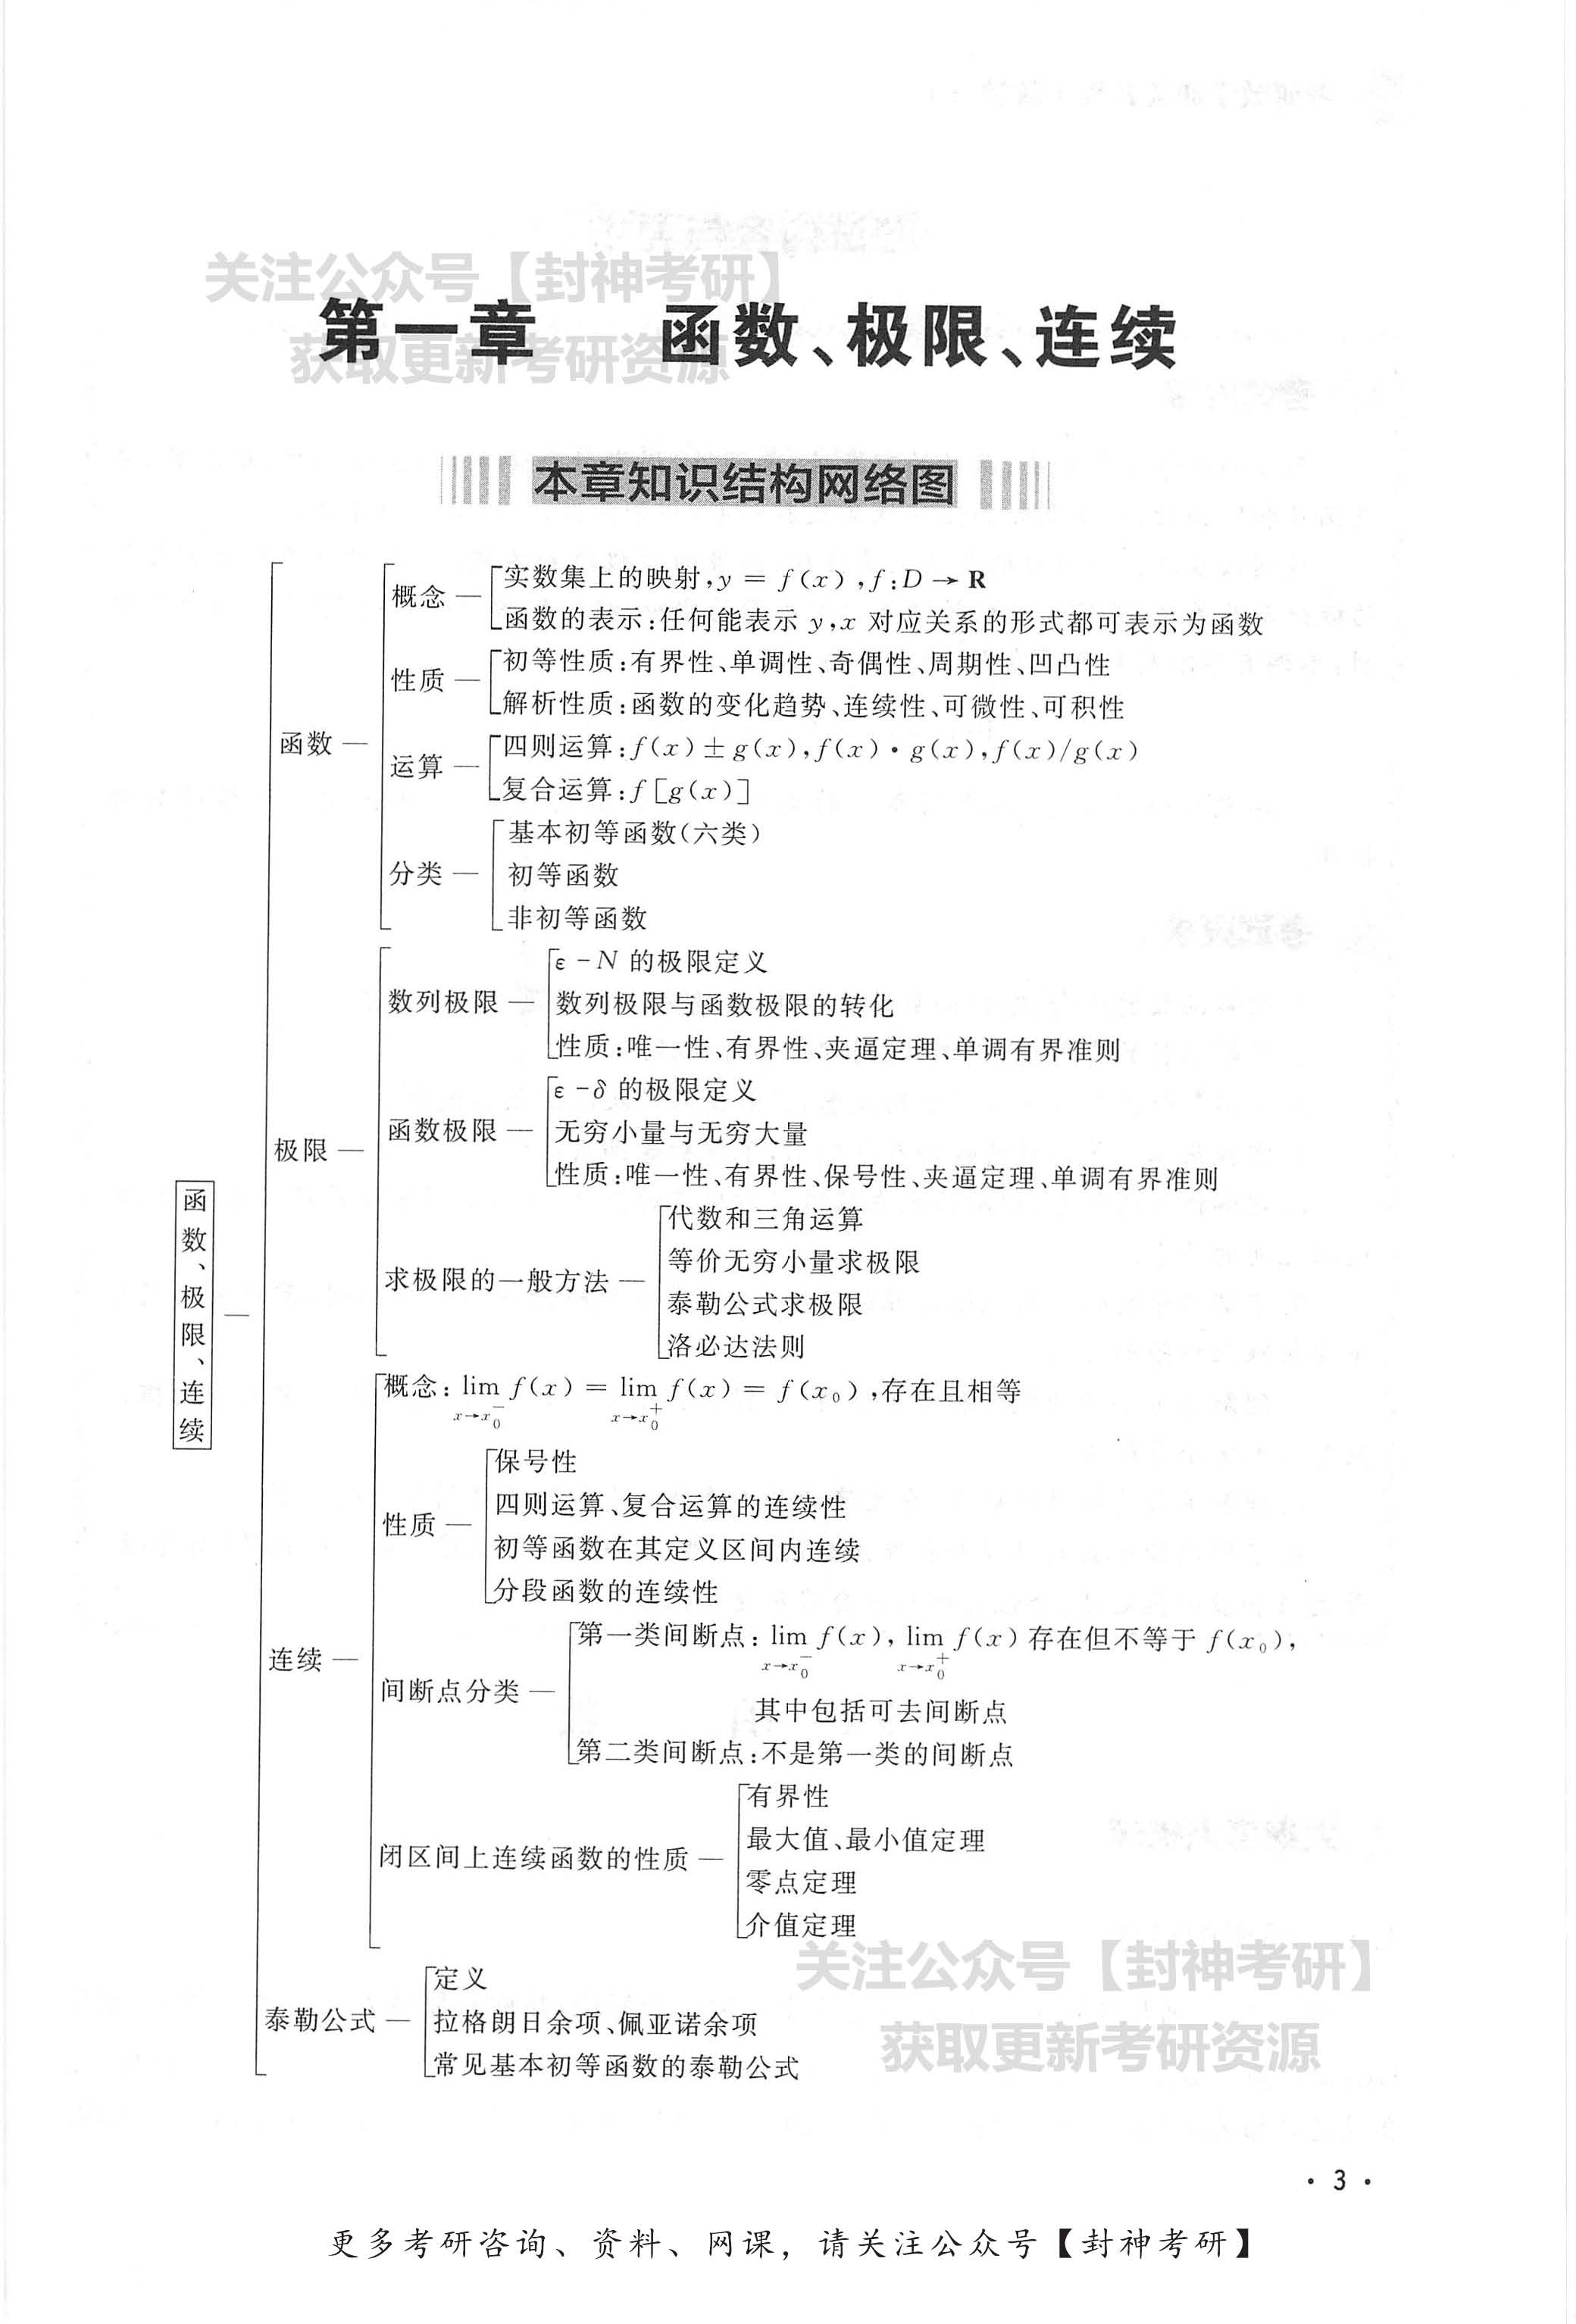 关注公众号【封神考研】
第一章 函数、极限、连续
获取更新考研资源
本章知识结构网络图
函数、极限、连续
函数
概念
实数集上的映射,y = f(x),f:D→R
函数的表示:任何能表示 y,x 对应关系的形式都可表示为函数
性质
初等性质:有界性、单调性、奇偶性、周期性、凹凸性
解析性质:函数的变化趋势、连续性、可微性、可积性
运算
四则运算:f(x)±g(x),f(x)·g(x),f(x)/g(x)
复合运算:f[g(x)]
分类
基本初等函数(六类)
初等函数
非初等函数
极限
数列极限
ε-N 的极限定义
数列极限与函数极限的转化
性质:唯一性、有界性、夹逼定理、单调有界准则
函数极限
ε-δ 的极限定义
无穷小量与无穷大量
性质:唯一性、有界性、保号性、夹逼定理、单调有界准则
求极限的一般方法
代数和三角运算
等价无穷小量求极限
泰勒公式求极限
洛必达法则
连续
概念: lim f(x) = lim f(x) = f(x₀),存在且相等
x→x₀⁻ x→x₀⁺
性质
保号性
四则运算、复合运算的连续性
初等函数在其定义区间内连续
分段函数的连续性
间断点分类
第一类间断点: lim f(x), lim f(x) 存在但不等于 f(x₀),
x→x₀⁻ x→x₀⁺
其中包括可去间断点
第二类间断点:不是第一类的间断点
闭区间上连续函数的性质
有界性
最大值、最小值定理
零点定理
介值定理
关注公众号【封神考研】
泰勒公式
定义
拉格朗日余项、佩亚诺余项
常见基本初等函数的泰勒公式
获取更新考研资源
· 3 ·
更多考研咨询、资料、网课,请关注公众号【封神考研】